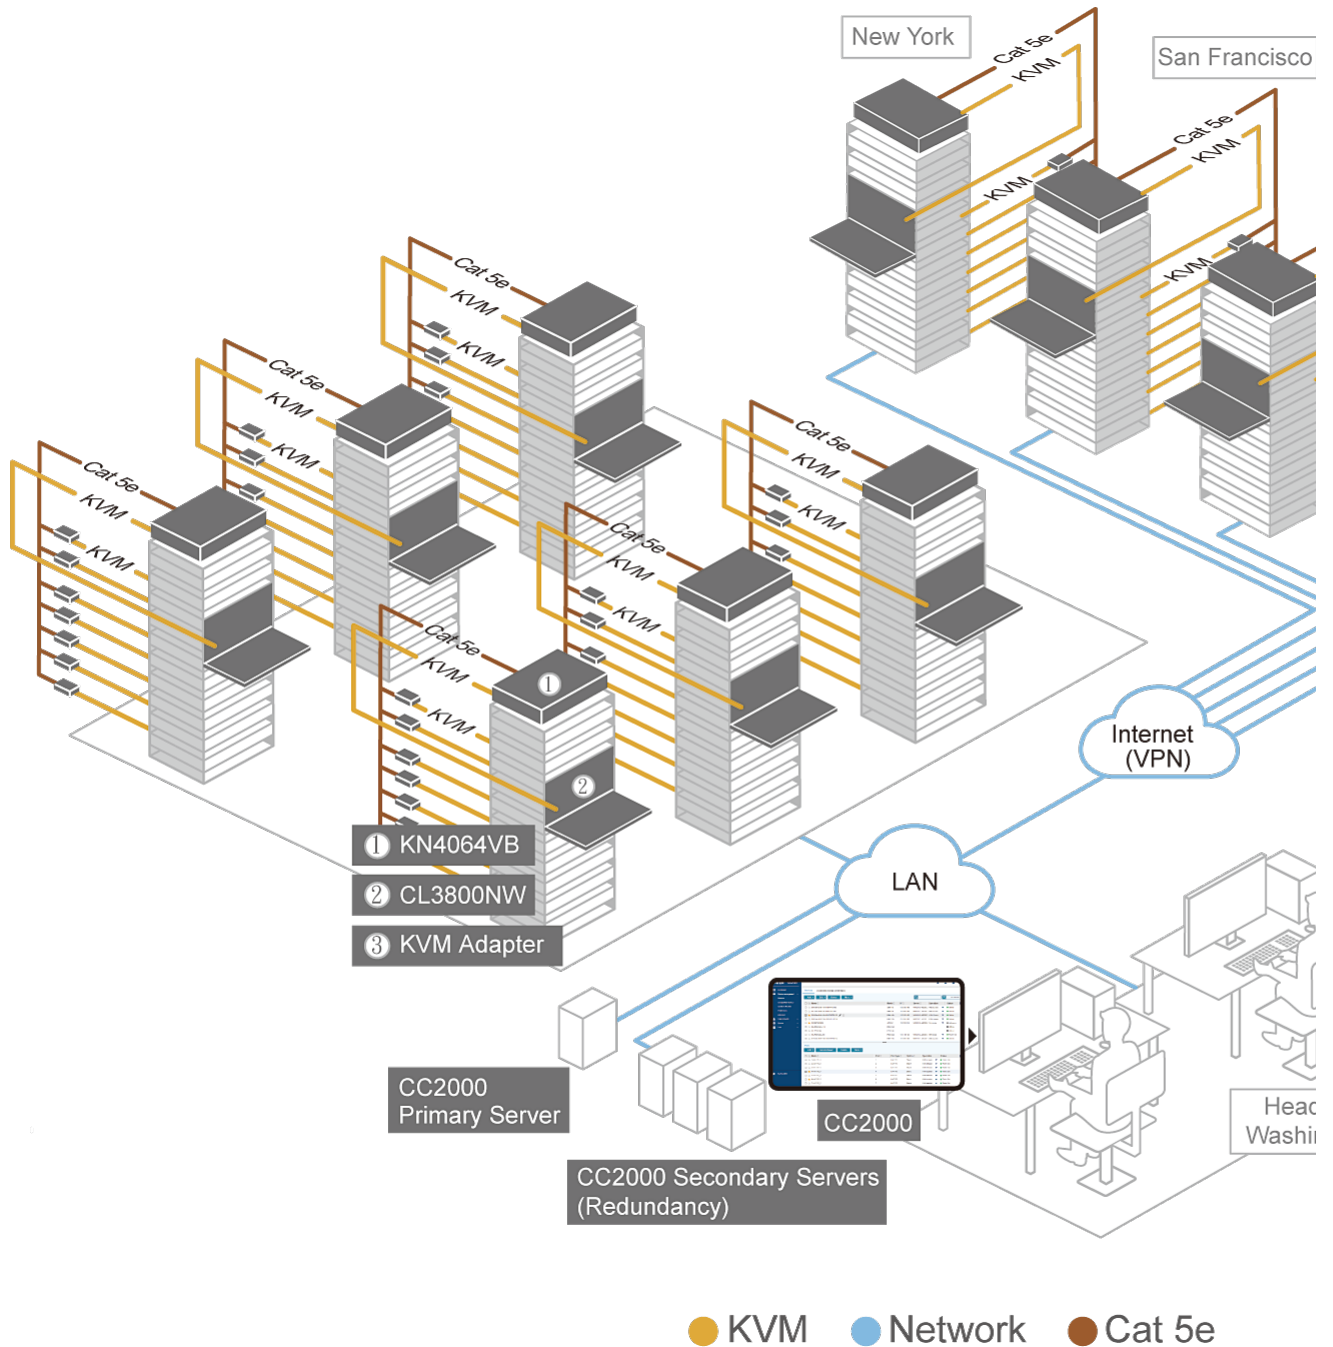 New York
San Francisco
Cat 5e
KVM
KVM
Cat 5e
KVM
KVM
Cat 5e
KVM
KVM
Cat 5e
KVM
KVM
Cat 5e
KVM
KVM
Cat 5e
KVM
KVM
Cat 5e
KVM
KVM
Cat 5e
KVM
KVM
1
2
1 KN4064VB
2 CL3800NW
3 KVM Adapter
Internet
(VPN)
LAN
CC2000
Primary Server
CC2000 Secondary Servers
(Redundancy)
CC2000
Head
Washin
KVM
Network
Cat 5e